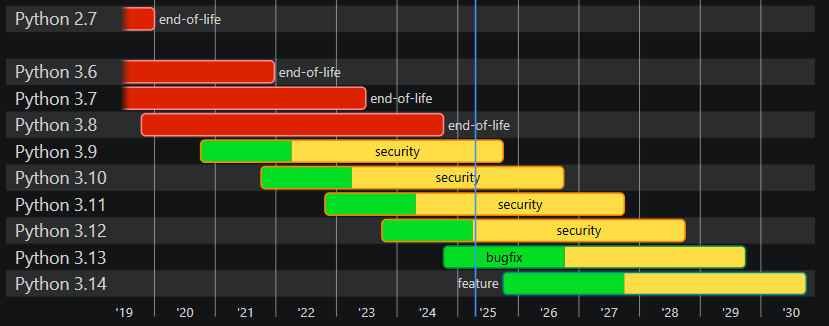 Python 2.7 end-of-life
Python 3.6 end-of-life
Python 3.7 end-of-life
Python 3.8 end-of-life
Python 3.9 security
Python 3.10 security
Python 3.11 security
Python 3.12 security
Python 3.13 bugfix
Python 3.14 feature
'19 '20 '21 '22 '23 '24 '25 '26 '27 '28 '29 '30